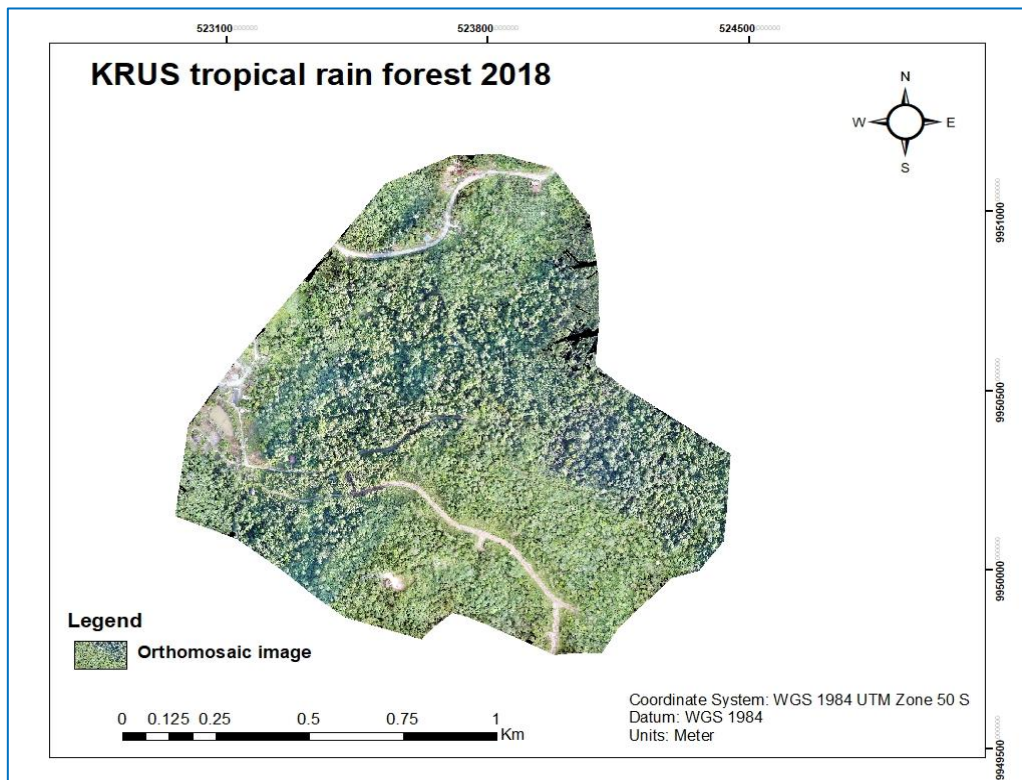 523100 523800 524500
KRUS tropical rain forest 2018
N
W E
S
9951000
9950500
9950000
9949500
Legend
Orthomosaic image
0 0.125 0.25 0.5 0.75 1
Km
Coordinate System: WGS 1984 UTM Zone 50 S
Datum: WGS 1984
Units: Meter